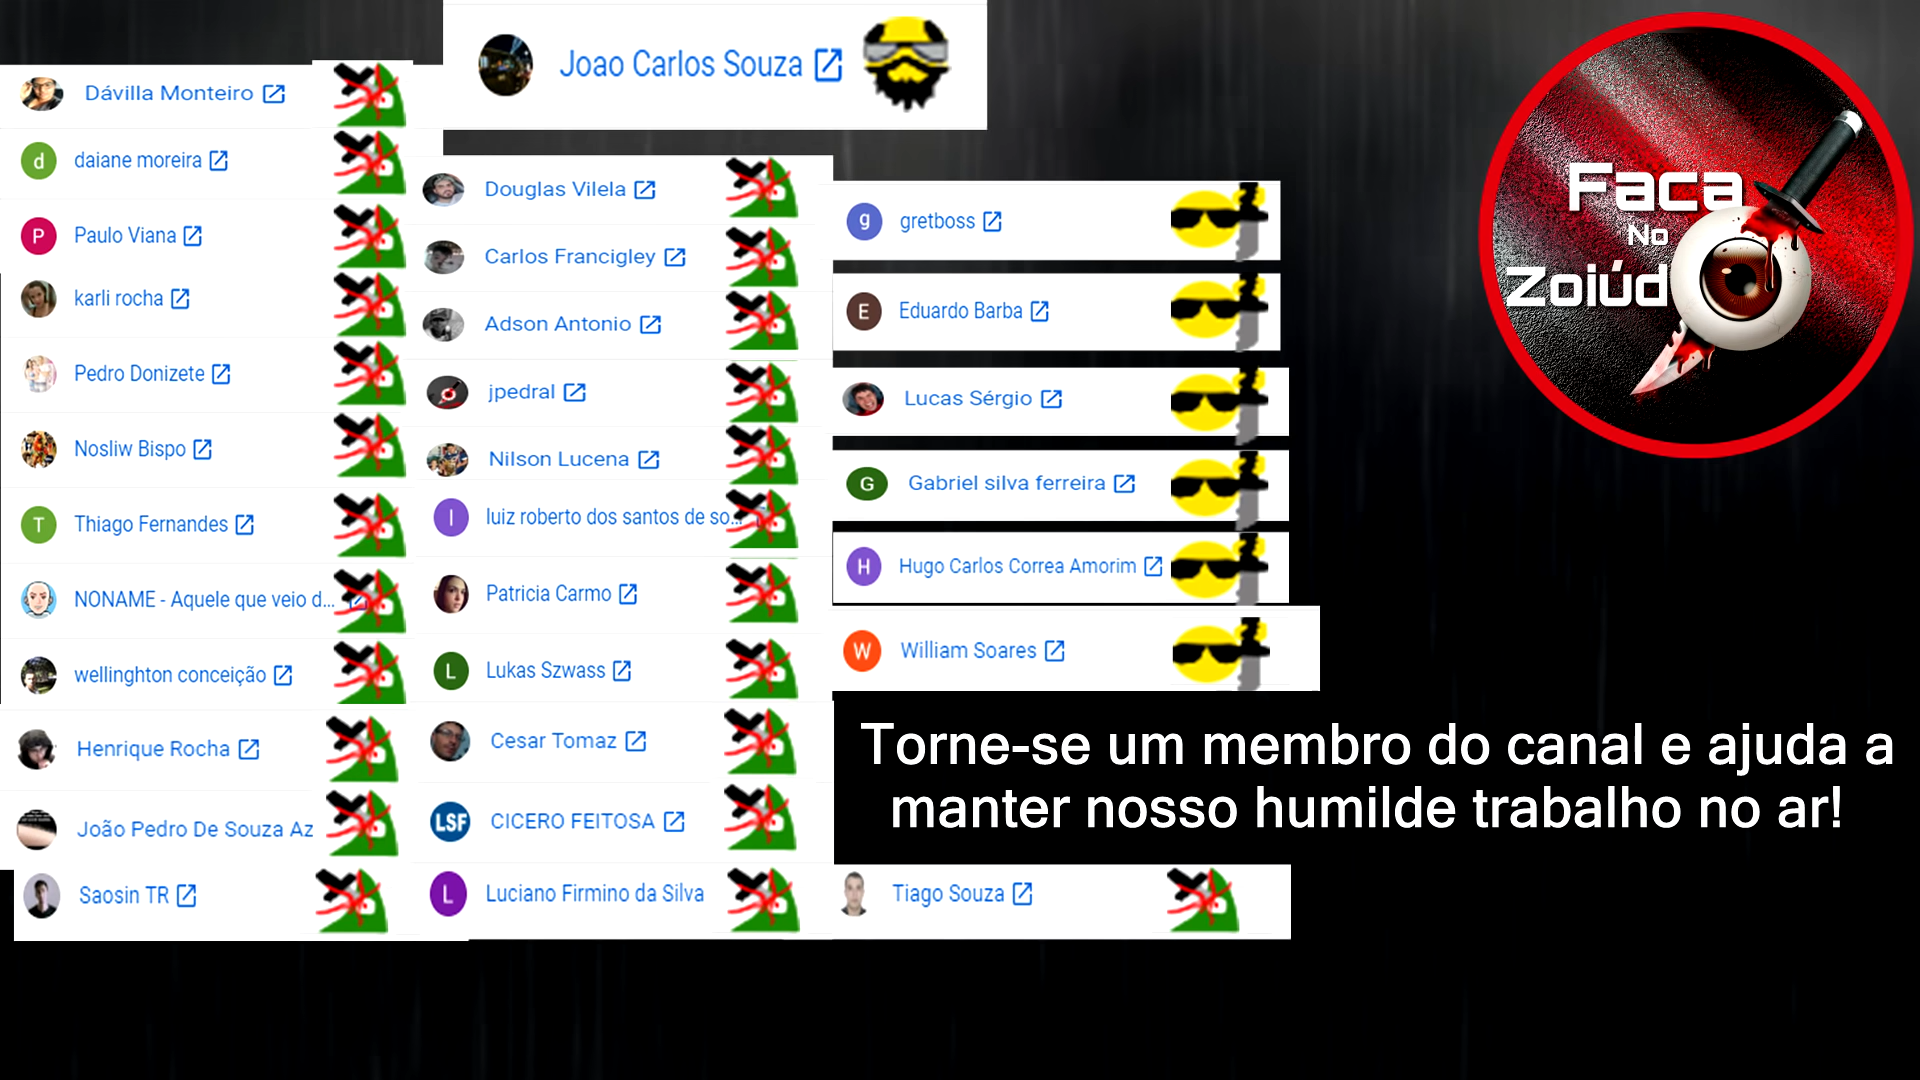 Joao Carlos Souza
Dávilla Monteiro
d daiane moreira
P Paulo Viana
karli rocha
Pedro Donizete
Nosliw Bispo
T Thiago Fernandes
NONAME - Aquele que veio d...
wellinghton conceição
Henrique Rocha
João Pedro De Souza Az
Saosin TR
Douglas Vilela
Carlos Francigley
Adson Antonio
jpedral
Nilson Lucena
l luiz roberto dos santos de so...
Patricia Carmo
L Lukas Szwass
Cesar Tomaz
LSF CICERO FEITOSA
L Luciano Firmino da Silva
g gretboss
E Eduardo Barba
Lucas Sérgio
G Gabriel silva ferreira
H Hugo Carlos Correa Amorim
W William Soares
Tiago Souza
Faca
No
Zoiúd
Torne-se um membro do canal e ajuda a
manter nosso humilde trabalho no ar!